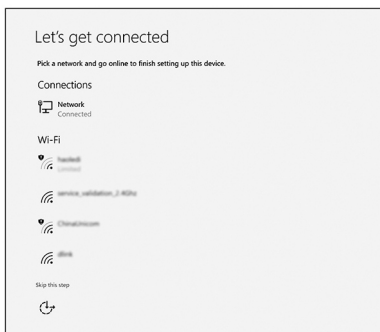 Let's get connected
Pick a network and go online to finish setting up this device.
Connections
Network
Connected
Wi-Fi
Limited
service_validation_2.4Ghz
ChinaUnicom
dlink
Skip this step